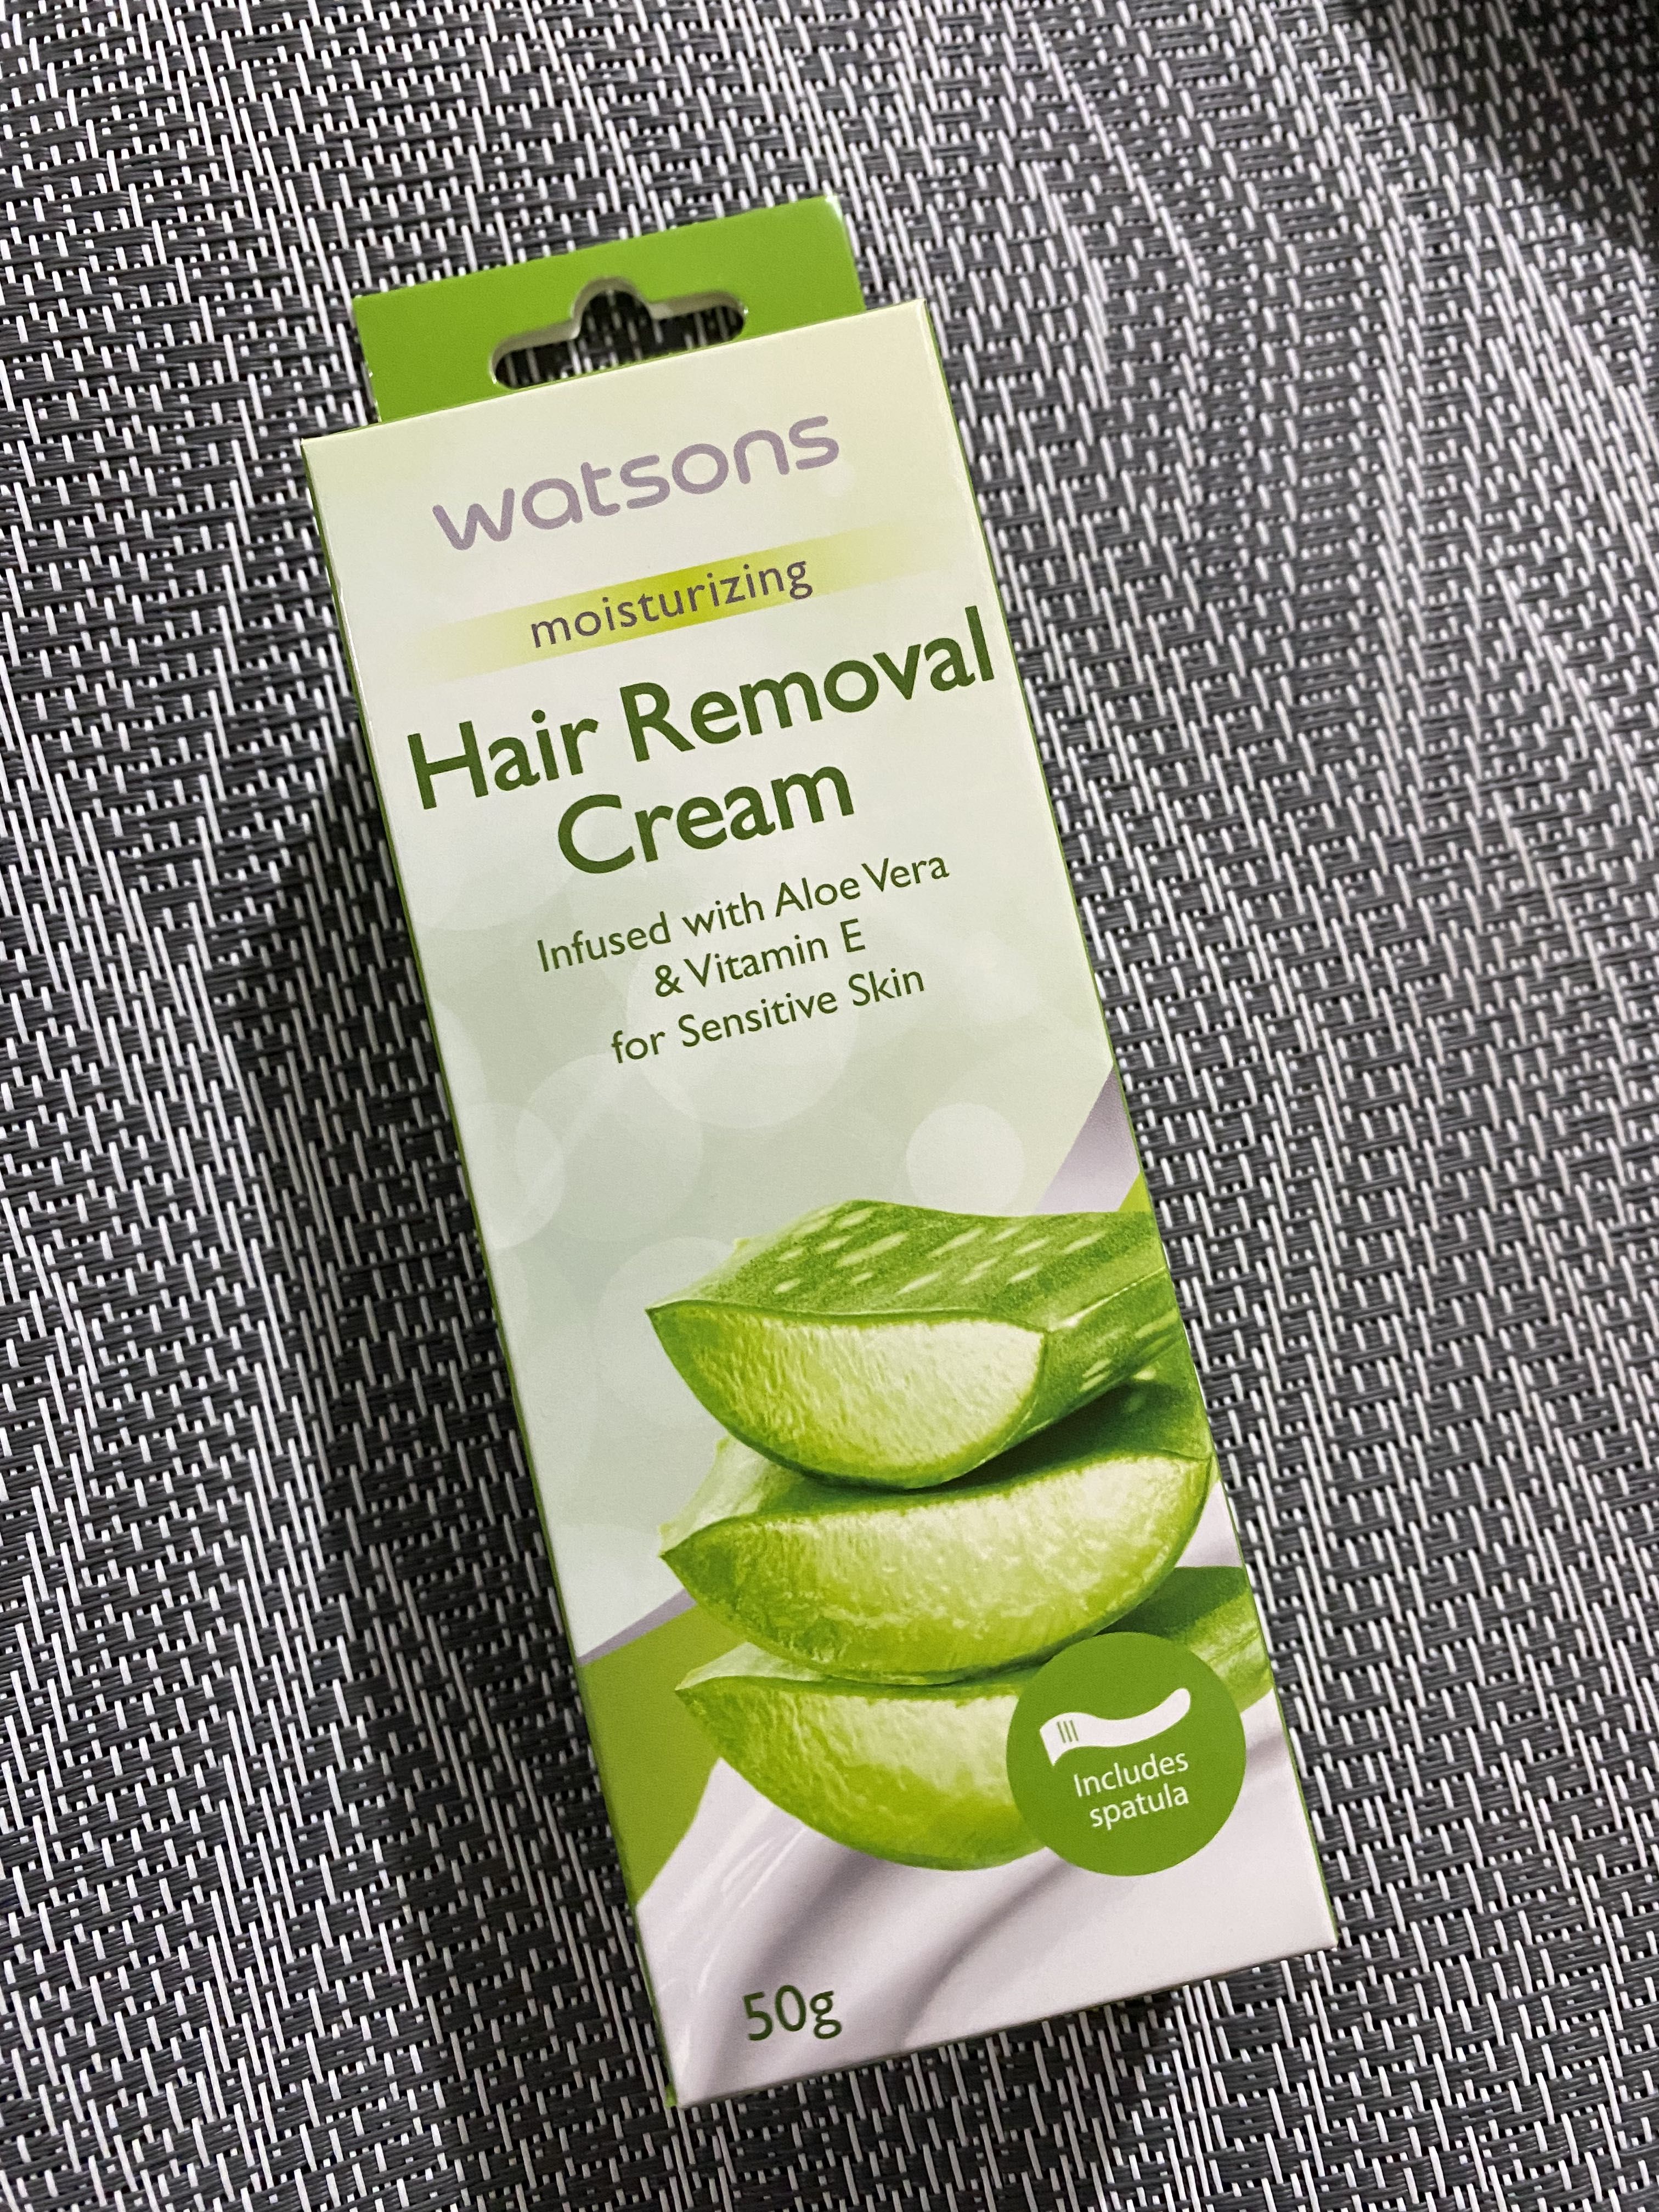 watsons
moisturizing
Hair Removal
Cream
Infused with Aloe Vera
& Vitamin E
for Sensitive Skin
Includes
spatula
50g